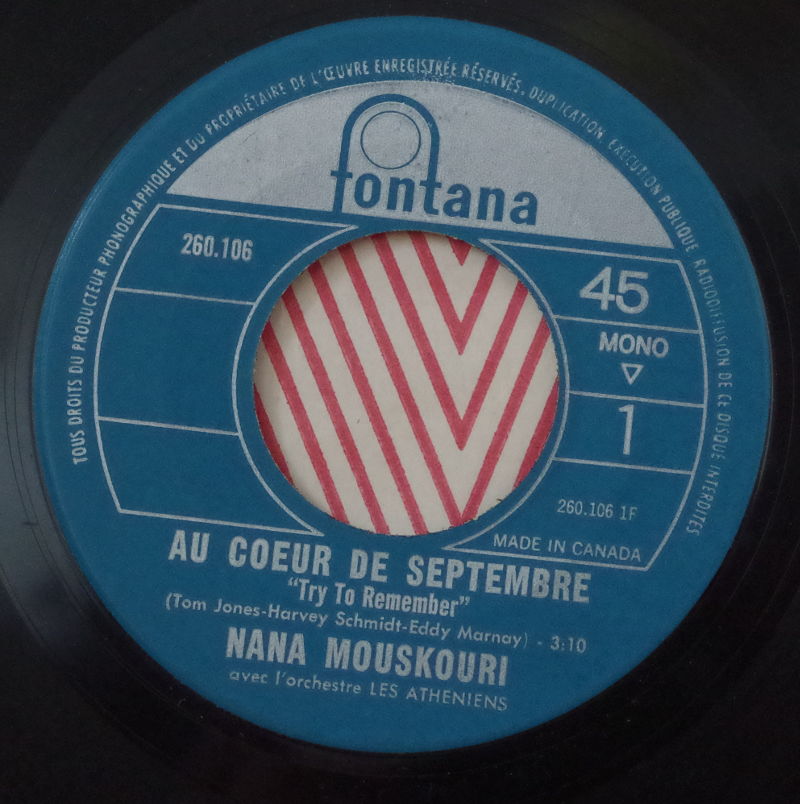 TOUS DROITS DU PRODUCTEUR PHONOGRAPHIQUE ET DU PROPRIÉTAIRE DE L'ŒUVRE ENREGISTRÉE RÉSERVÉS, DUPLICATION EXECUTION PUBLIQUE RADIODIFFUSION DE CE DISQUE INTERDITES
fontana
260.106
45
MONO
1
260.106 1F
MADE IN CANADA
AU COEUR DE SEPTEMBRE
"Try To Remember"
(Tom Jones-Harvey Schmidt-Eddy Marnay) - 3:10
NANA MOUSKOURI
avec l'orchestre LES ATHENIENS